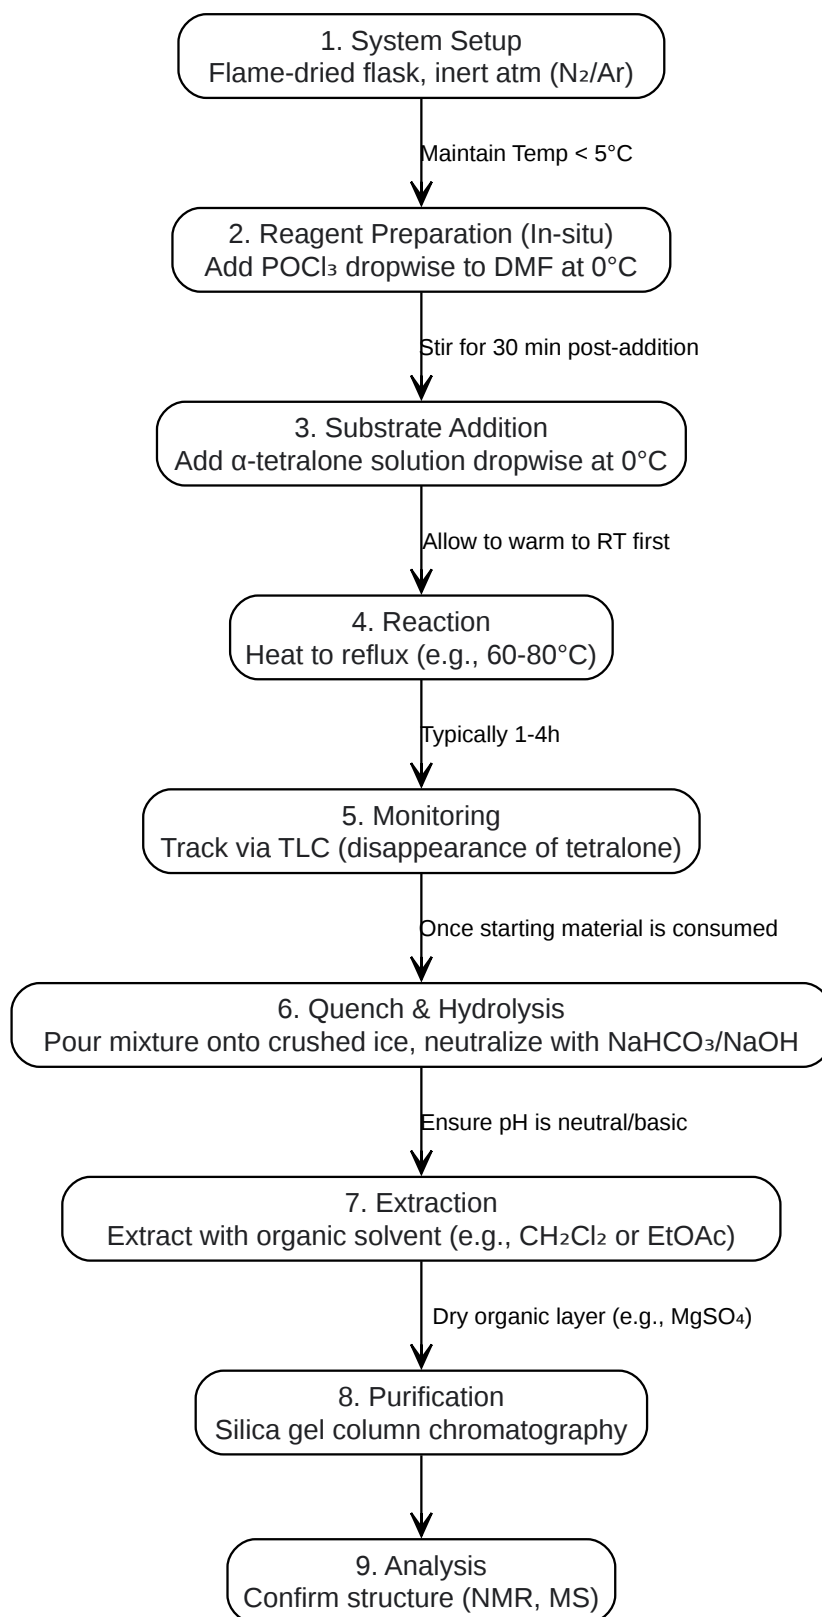 1. System Setup
Flame-dried flask, inert atm (N₂/Ar)
Maintain Temp < 5°C
2. Reagent Preparation (In-situ)
Add POCl₃ dropwise to DMF at 0°C
Stir for 30 min post-addition
3. Substrate Addition
Add α-tetralone solution dropwise at 0°C
Allow to warm to RT first
4. Reaction
Heat to reflux (e.g., 60-80°C)
Typically 1-4h
5. Monitoring
Track via TLC (disappearance of tetralone)
Once starting material is consumed
6. Quench & Hydrolysis
Pour mixture onto crushed ice, neutralize with NaHCO₃/NaOH
Ensure pH is neutral/basic
7. Extraction
Extract with organic solvent (e.g., CH₂Cl₂ or EtOAc)
Dry organic layer (e.g., MgSO₄)
8. Purification
Silica gel column chromatography
9. Analysis
Confirm structure (NMR, MS)